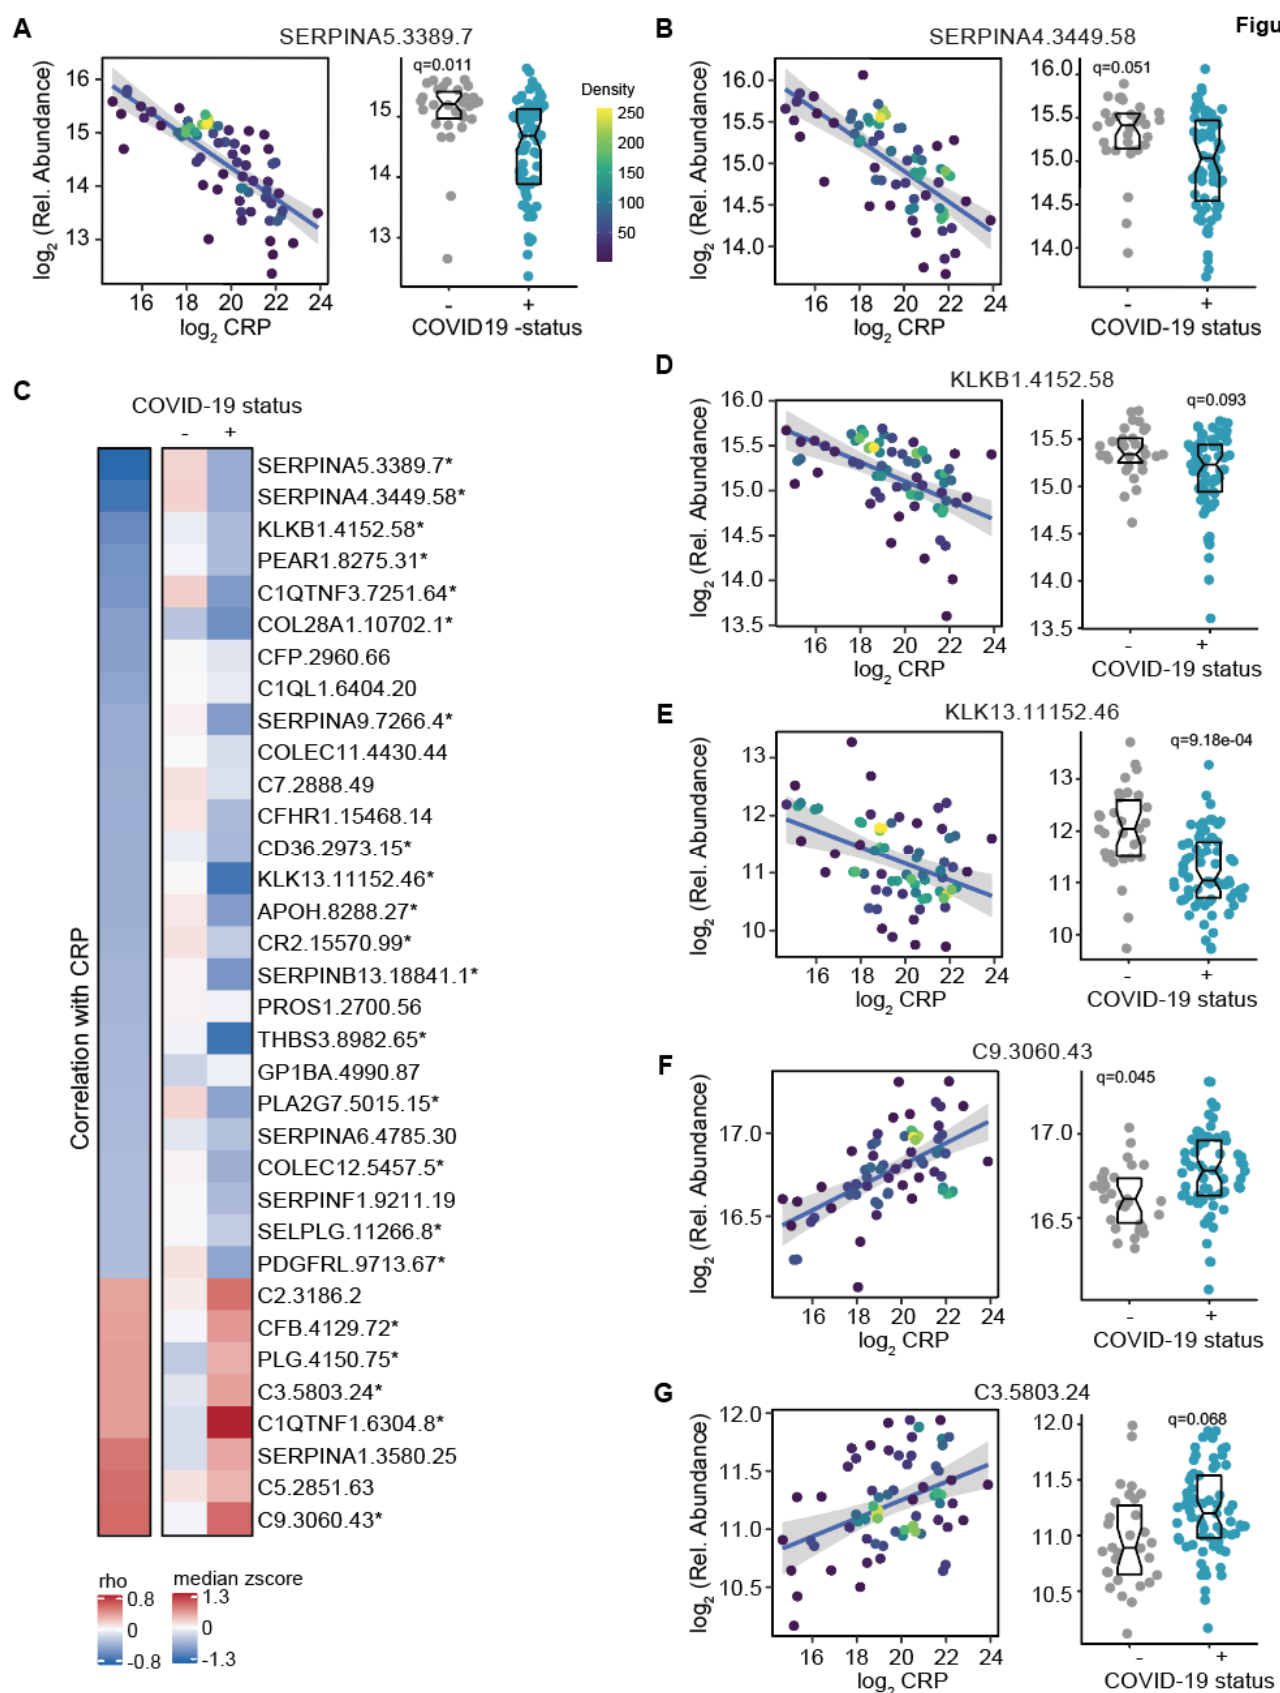 Figu
A
SERPINA5.3389.7
log2 (Rel. Abundance)
16
15
14
13
16 18 20 22 24
log2 CRP
q=0.011
15
14
13
- +
COVID19 -status
Density
250
200
150
100
50
B
SERPINA4.3449.58
log2 (Rel. Abundance)
16.0
15.5
15.0
14.5
14.0
16 18 20 22 24
log2 CRP
q=0.051
16.0
15.5
15.0
14.5
14.0
- +
COVID-19 status
C
COVID-19 status
- +
Correlation with CRP
SERPINA5.3389.7*
SERPINA4.3449.58*
KLKB1.4152.58*
PEAR1.8275.31*
C1QTNF3.7251.64*
COL28A1.10702.1*
CFP.2960.66
C1QL1.6404.20
SERPINA9.7266.4*
COLEC11.4430.44
C7.2888.49
CFHR1.15468.14
CD36.2973.15*
KLK13.11152.46*
APOH.8288.27*
CR2.15570.99*
SERPINB13.18841.1*
PROS1.2700.56
THBS3.8982.65*
GP1BA.4990.87
PLA2G7.5015.15*
SERPINA6.4785.30
COLEC12.5457.5*
SERPINF1.9211.19
SELPLG.11266.8*
PDGFRL.9713.67*
C2.3186.2
CFB.4129.72*
PLG.4150.75*
C3.5803.24*
C1QTNF1.6304.8*
SERPINA1.3580.25
C5.2851.63
C9.3060.43*
rho
0.8
0
-0.8
median zscore
1.3
0
-1.3
D
KLKB1.4152.58
log2 (Rel. Abundance)
16.0
15.5
15.0
14.5
14.0
13.5
16 18 20 22 24
log2 CRP
q=0.093
15.5
15.0
14.5
14.0
13.5
- +
COVID-19 status
E
KLK13.11152.46
log2 (Rel. Abundance)
13
12
11
10
16 18 20 22 24
log2 CRP
q=9.18e-04
13
12
11
10
- +
COVID-19 status
F
C9.3060.43
log2 (Rel. Abundance)
17.0
16.5
16 18 20 22 24
log2 CRP
q=0.045
17.0
16.5
- +
COVID-19 status
G
C3.5803.24
log2 (Rel. Abundance)
12.0
11.5
11.0
10.5
16 18 20 22 24
log2 CRP
q=0.068
12.0
11.5
11.0
10.5
- +
COVID-19 status